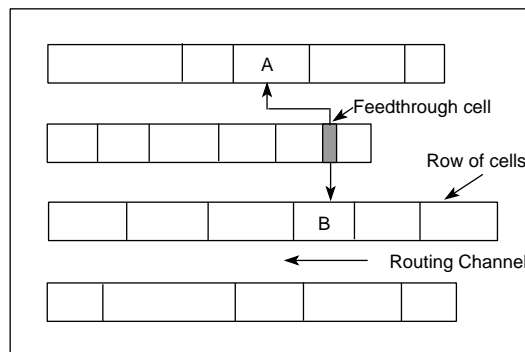 A
Feedthrough cell
Row of cells
B
Routing Channel